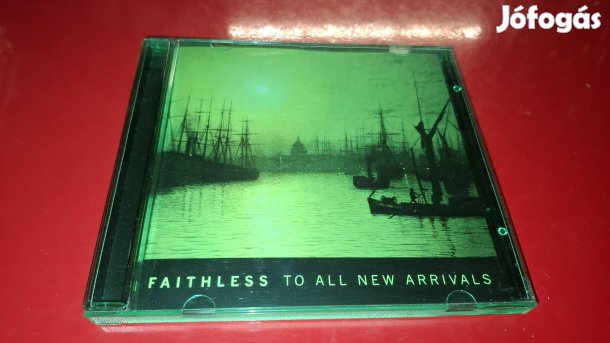 Jófogás
FAITHLESS TO ALL NEW ARRIVALS